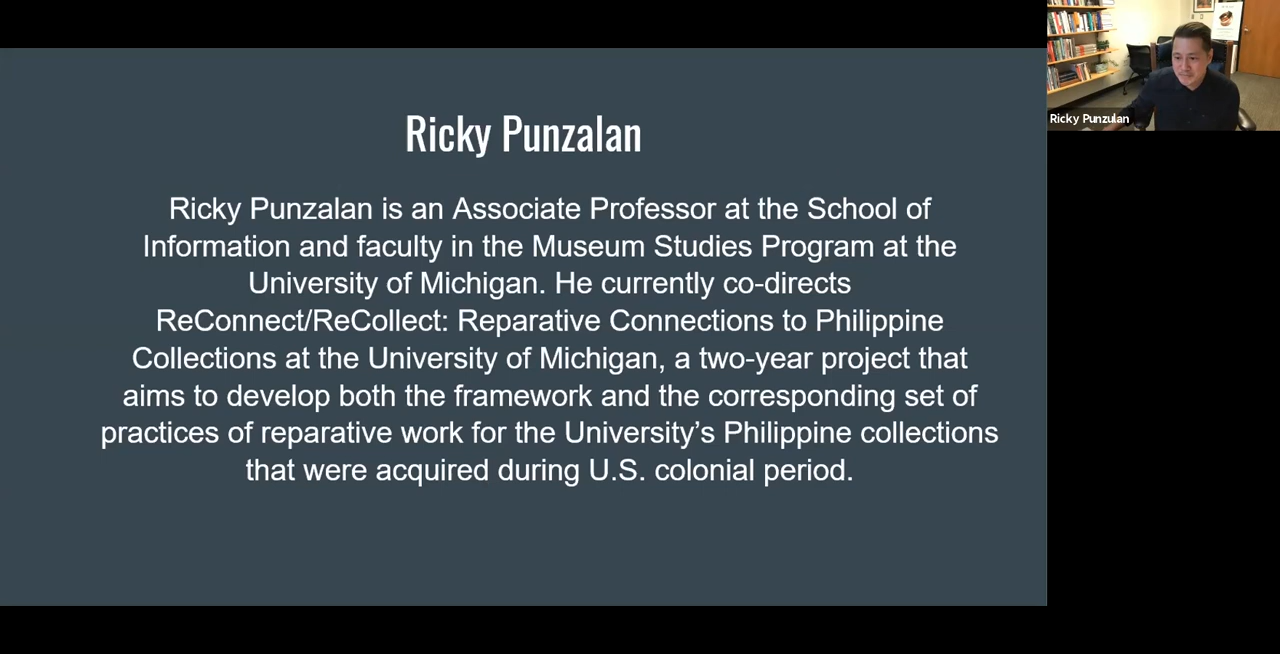 Ricky Punzalan
Ricky Punzalan is an Associate Professor at the School of
Information and faculty in the Museum Studies Program at the
University of Michigan. He currently co-directs
ReConnect/ReCollect: Reparative Connections to Philippine
Collections at the University of Michigan, a two-year project that
aims to develop both the framework and the corresponding set of
practices of reparative work for the University’s Philippine collections
that were acquired during U.S. colonial period.
Ricky Punzulan